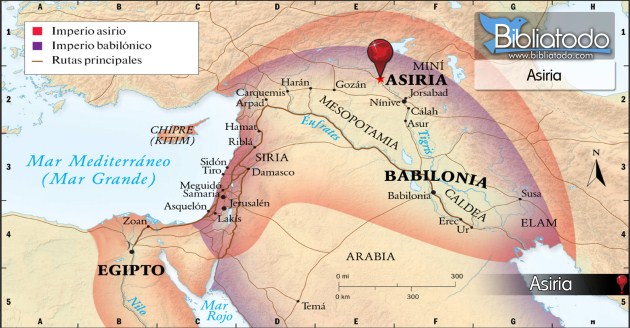 Imperio asirio
Imperio babilónico
Rutas principales
A
B
C
D
E
F
G
H
1
Bibliatodo
www.bibliatodo.com
Asiria
MINÍ
ASIRIA
Harán
Gozán
Jorsabad
Carquemis
Nínive
2
Arpad
Cálah
MESOPOTAMIA
Asur
CHIPRE
(KITIM)
Hamat
Éufrates
Tigris
Riblá
Mar Mediterráneo
(Mar Grande)
SIRIA
Sidón
Tiro
Damasco
3
BABILONIA
Meguido
Samaria
Babilonia
CALDEA
Susa
N
Asquelón
Jerusalén
Lakís
Zoan
Erec
Ur
ELAM
4
EGIPTO
ARABIA
0 mi
300
0 km
300
Asiria
Nilo
Mar
Rojo
Temá
5
A
B
C
D
E
F
G